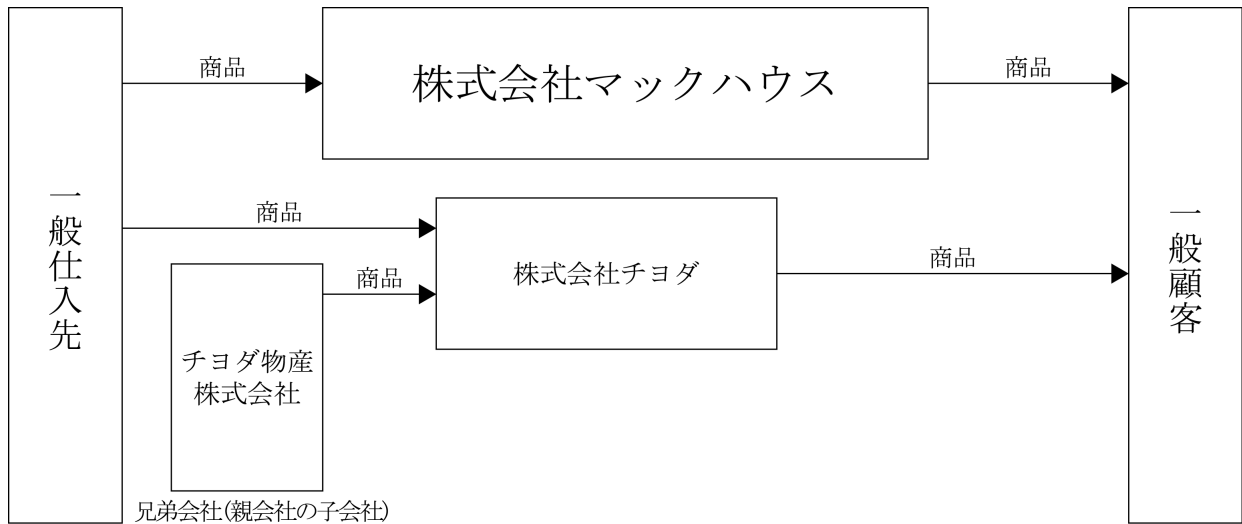 一般仕入先
商品
株式会社マックハウス
商品
商品
株式会社チヨダ
商品
商品
チヨダ物産
株式会社
兄弟会社(親会社の子会社)
一般顧客